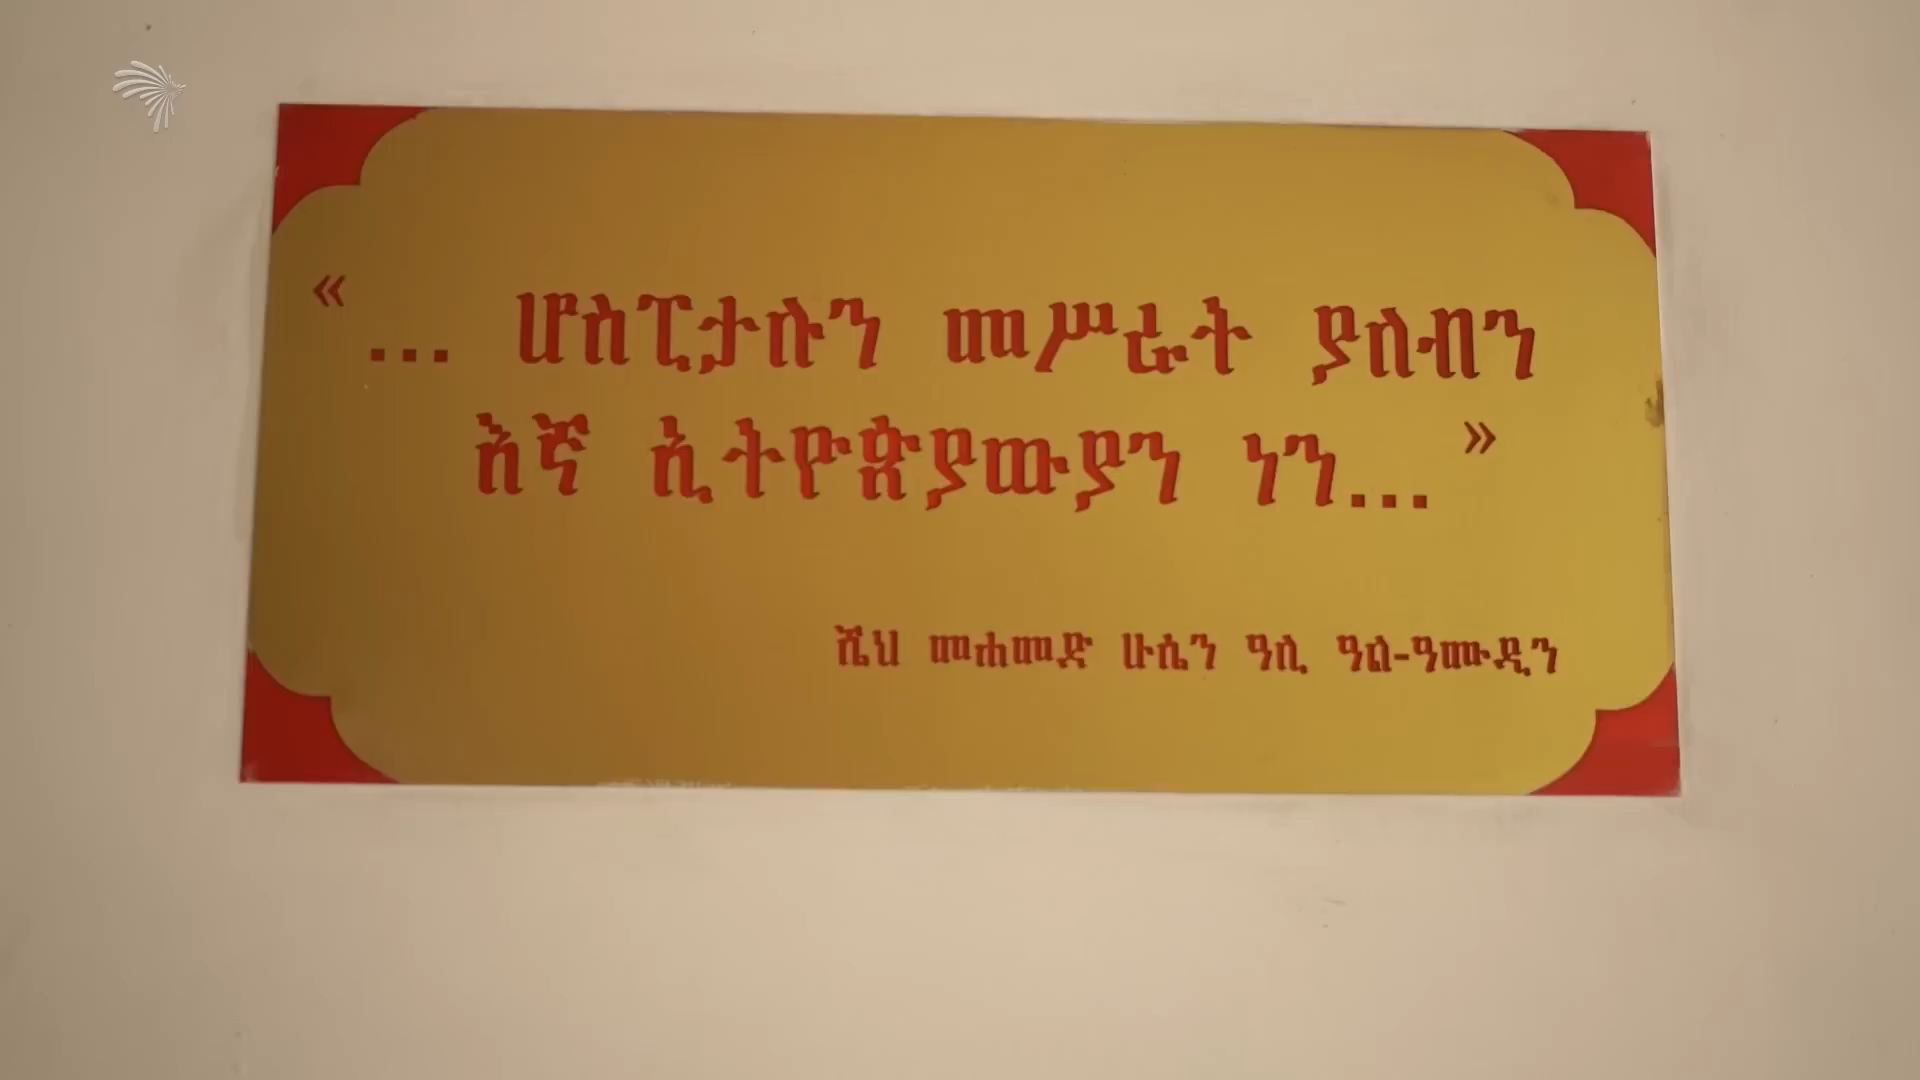 «... ሆስፒታሉን መሥራት ያለብን
እኛ ኢትዮጵያውያን ነን...»
ሼህ መሐመድ ሁሴን ዓሊ ዓል-ዓሙዲን